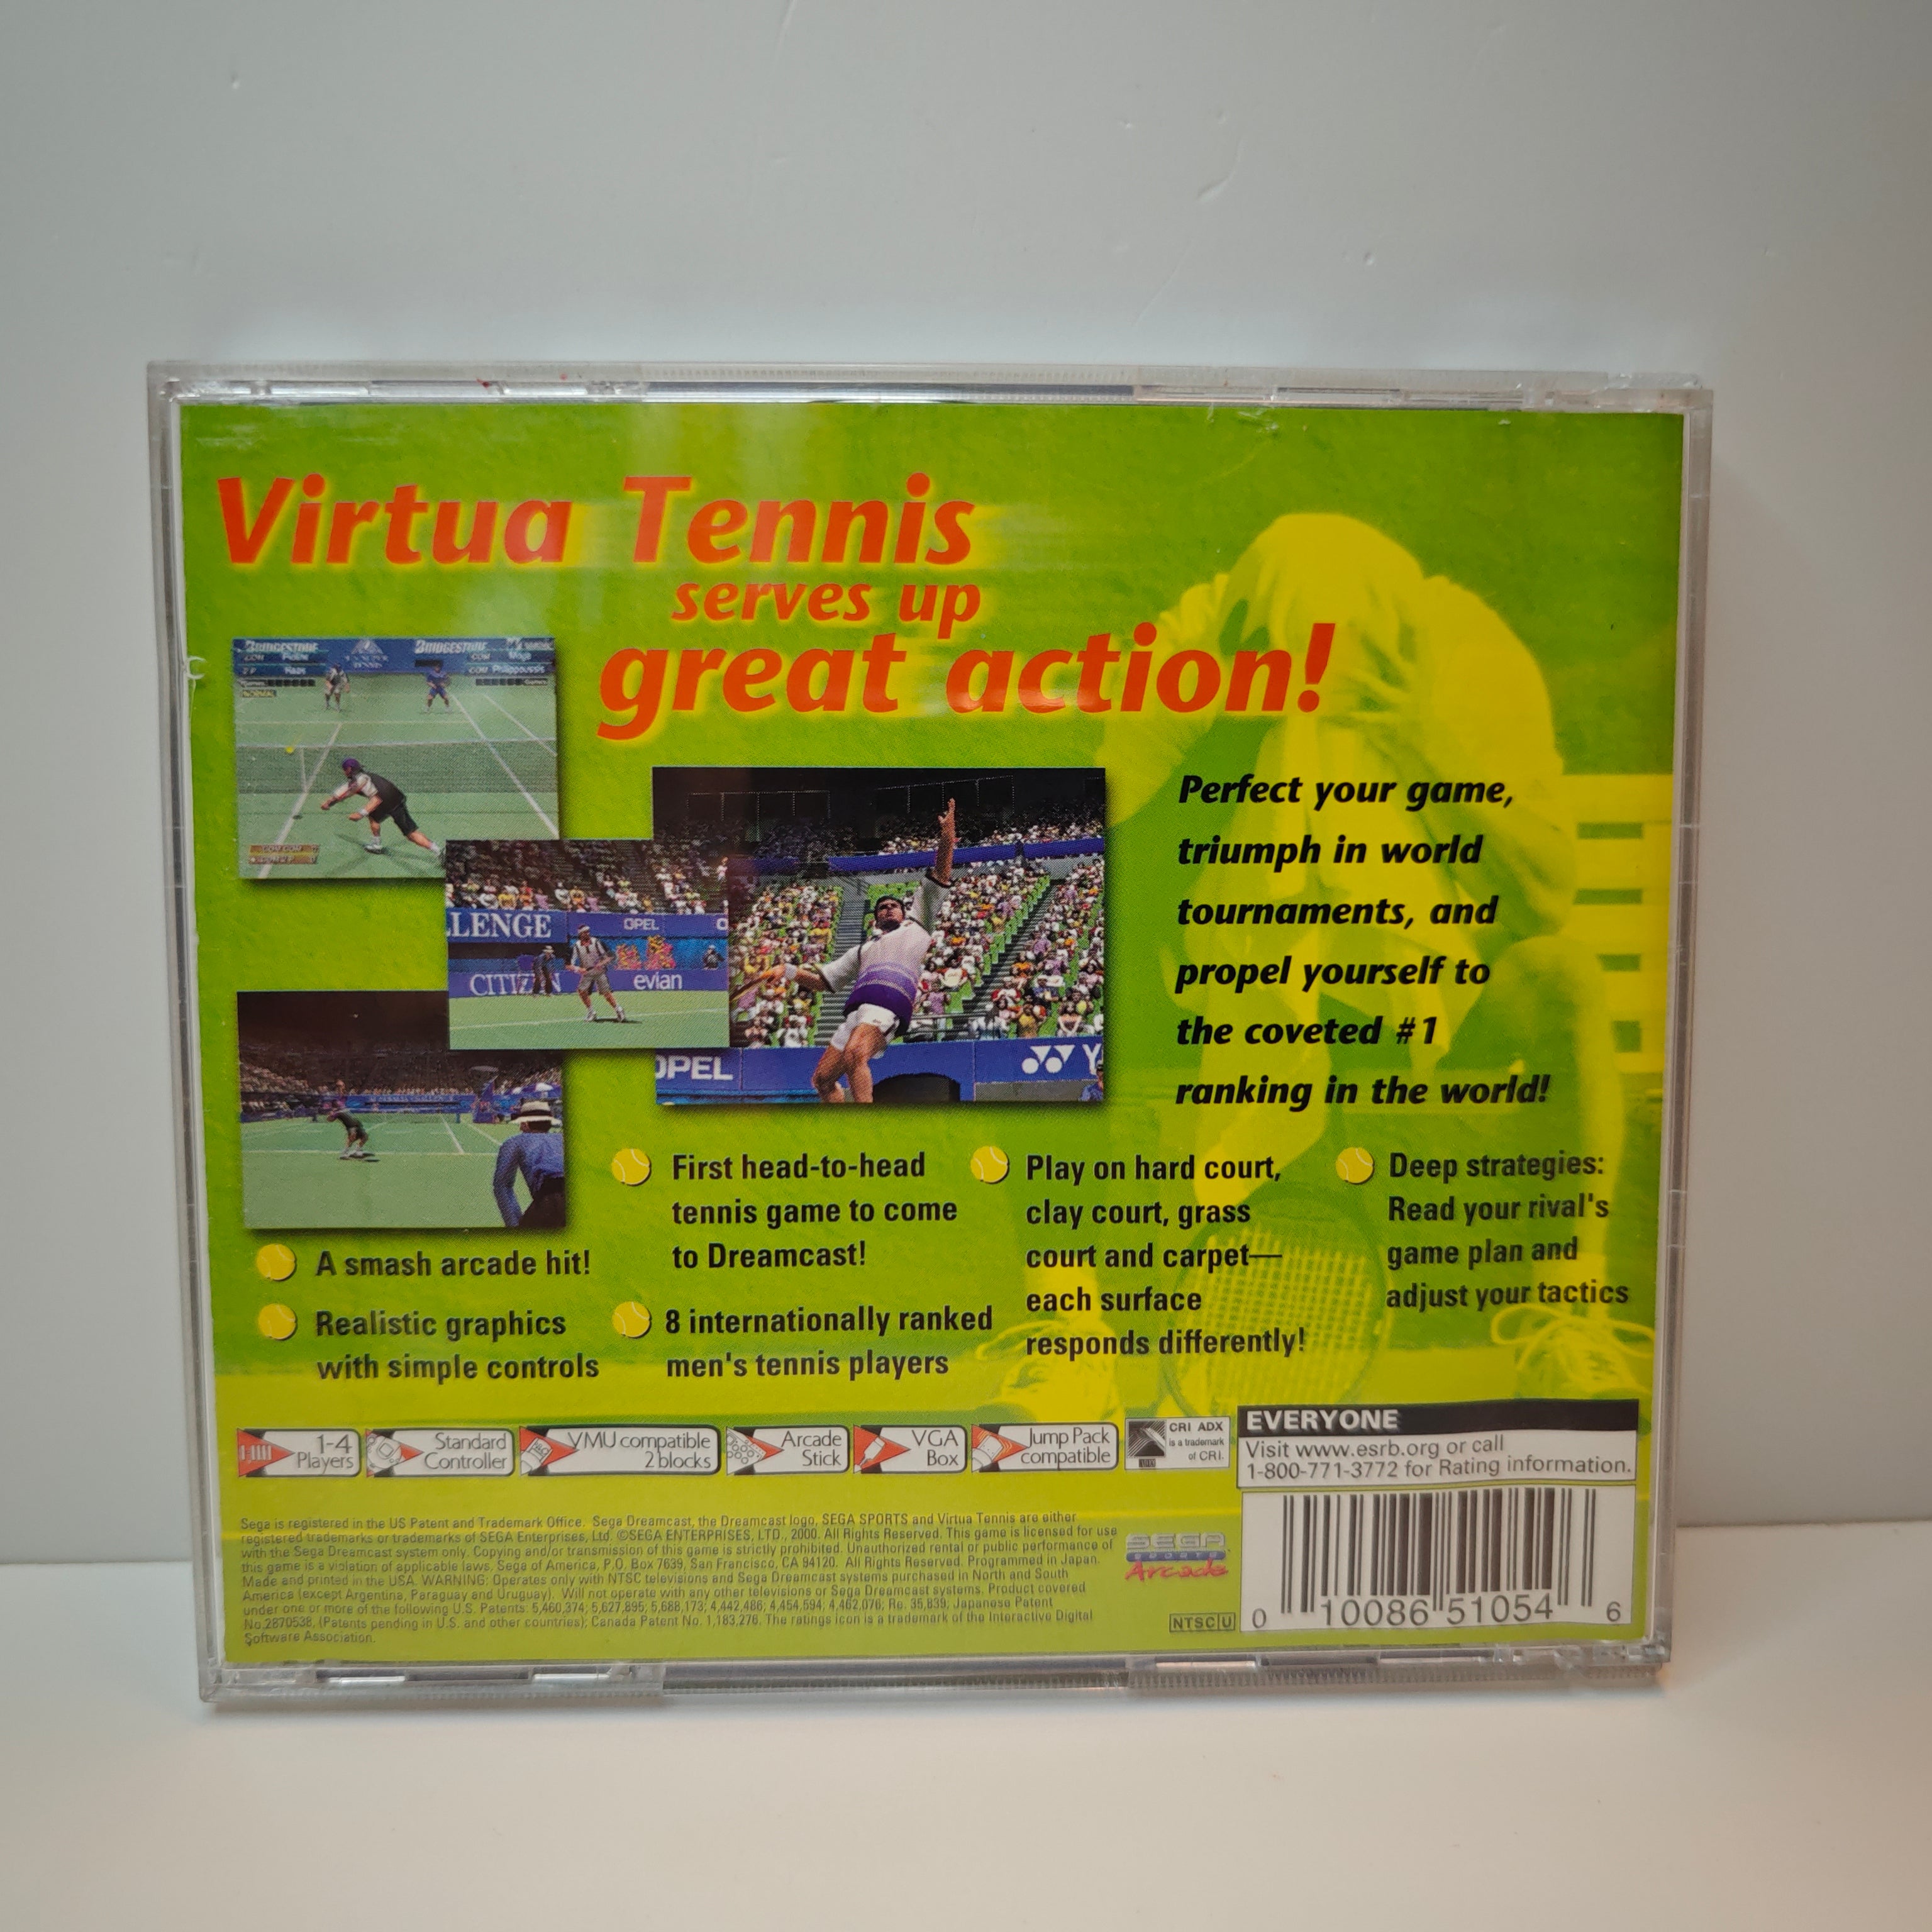 Virtua Tennis
serves up
great action!
BRIDGESTONE
BRIDGESTONE
COM Pioline
COM Philippoussis
NORMAL
LLENGE
OPEL
CITIZEN
evian
OPEL
Y
Perfect your game,
triumph in world
tournaments, and
propel yourself to
the coveted #1
ranking in the world!
A smash arcade hit!
Realistic graphics
with simple controls
First head-to-head
tennis game to come
to Dreamcast!
8 internationally ranked
men's tennis players
Play on hard court,
clay court, grass
court and carpet—
each surface
responds differently!
Deep strategies:
Read your rival's
game plan and
adjust your tactics
1-4
Players
Standard
Controller
VMU compatible
2 blocks
Arcade
Stick
VGA
Box
Jump Pack
compatible
CRI ADX
is a trademark
of CRI.
EVERYONE
Visit www.esrb.org or call
1-800-771-3772 for Rating information.
Sega is registered in the US Patent and Trademark Office. Sega Dreamcast, the Dreamcast logo, SEGA SPORTS and Virtua Tennis are either
registered trademarks or trademarks of SEGA Enterprises, Ltd. ©SEGA ENTERPRISES, LTD., 2000. All Rights Reserved. This game is licensed for use
with the Sega Dreamcast system only. Copying and/or transmission of this game is strictly prohibited. Unauthorized rental or public performance of
this game is a violation of applicable laws. Sega of America, P.O. Box 7639, San Francisco, CA 94120. All Rights Reserved. Programmed in Japan.
Made and printed in the USA. WARNING: Operates only with NTSC televisions and Sega Dreamcast systems purchased in North and South
America (except Argentina, Paraguay and Uruguay). Will not operate with any other televisions or Sega Dreamcast systems. Product covered
under one or more of the following U.S. Patents: 5,460,374; 5,627,895; 5,688,173; 4,442,486; 4,454,594; 4,462,076; Re. 35,839; Japanese Patent
No.2870538, (Patents pending in U.S. and other countries); Canada Patent No. 1,183,276. The ratings icon is a trademark of the Interactive Digital
Software Association.
SEGA
SPORTS
Arcade
NTSC U
0 10086 51054 6